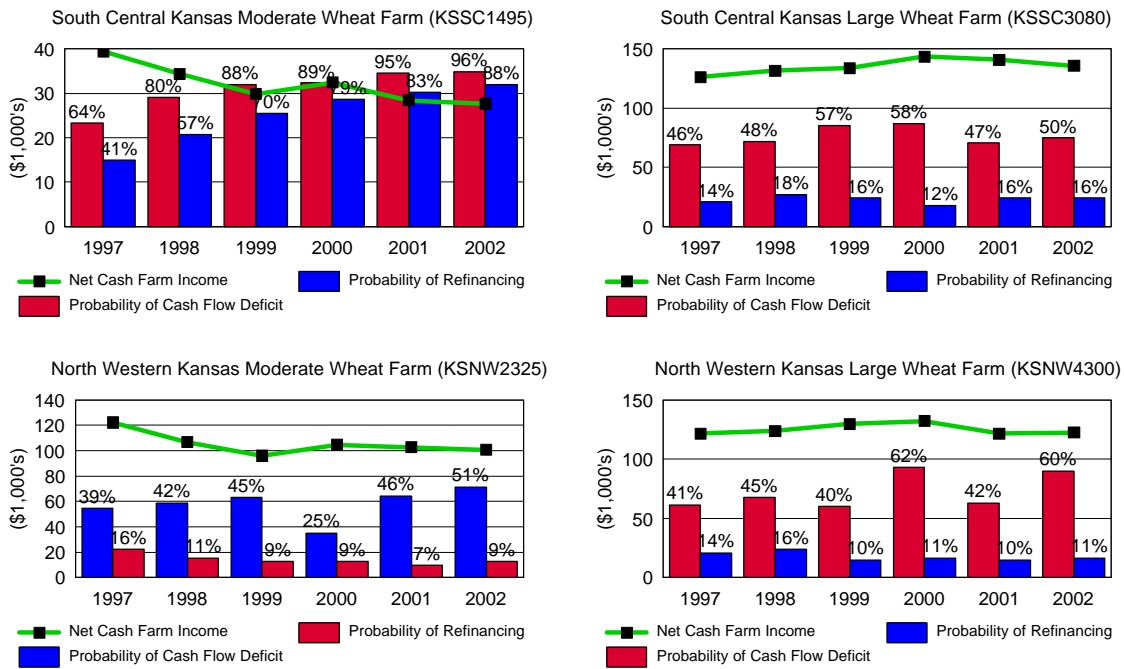 South Central Kansas Moderate Wheat Farm (KSSC1495)
40
30
20
10
0
($1,000's)
64% 80% 88% 89% 95% 96%
41% 57% 70% 79% 83% 88%
1997 1998 1999 2000 2001 2002
Net Cash Farm Income Probability of Refinancing
Probability of Cash Flow Deficit
South Central Kansas Large Wheat Farm (KSSC3080)
150
100
50
0
($1,000's)
46% 48% 57% 58% 47% 50%
14% 18% 16% 12% 16% 16%
1997 1998 1999 2000 2001 2002
Net Cash Farm Income Probability of Refinancing
Probability of Cash Flow Deficit
North Western Kansas Moderate Wheat Farm (KSNW2325)
140
120
100
80
60
40
20
0
($1,000's)
39% 42% 45% 25% 46% 51%
16% 11% 9% 9% 7% 9%
1997 1998 1999 2000 2001 2002
Net Cash Farm Income Probability of Refinancing
Probability of Cash Flow Deficit
North Western Kansas Large Wheat Farm (KSNW4300)
150
100
50
0
($1,000's)
41% 45% 40% 62% 42% 60%
14% 16% 10% 11% 10% 11%
1997 1998 1999 2000 2001 2002
Net Cash Farm Income Probability of Refinancing
Probability of Cash Flow Deficit